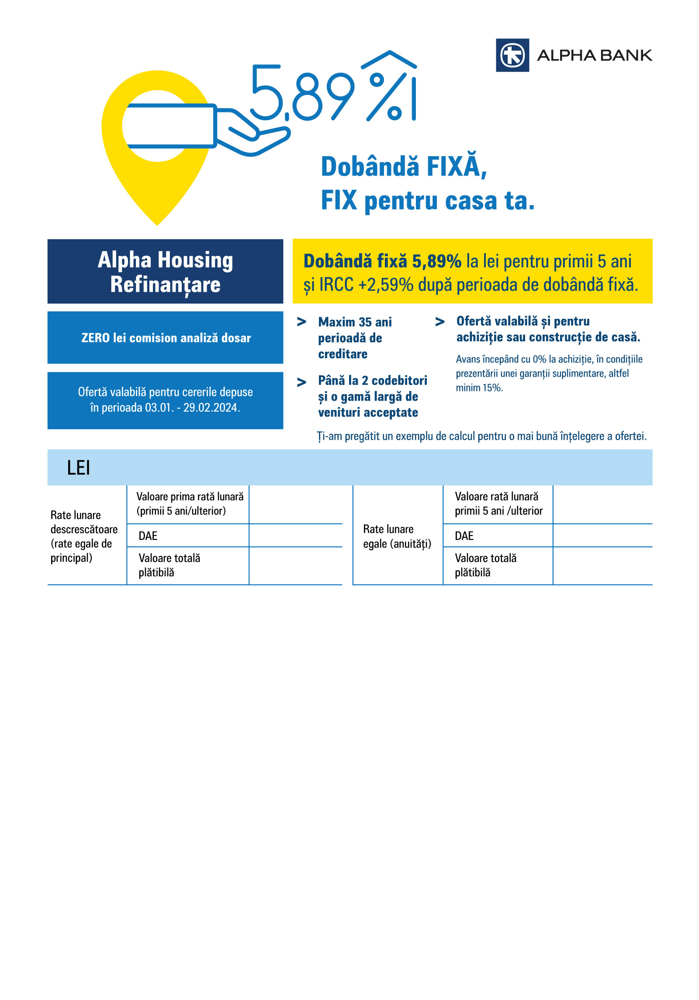 ALPHA BANK
5,89%
Dobândă FIXĂ,
FIX pentru casa ta.
Alpha Housing
Refinanțare
Dobândă fixă 5,89% la lei pentru primii 5 ani
și IRCC +2,59% după perioada de dobândă fixă.
ZERO lei comision analiză dosar
Ofertă valabilă pentru cererile depuse
în perioada 03.01. - 29.02.2024.
> Maxim 35 ani
perioadă de
creditare
> Până la 2 codebitori
și o gamă largă de
venituri acceptate
> Ofertă valabilă și pentru
achiziție sau construcție de casă.
Avans începând cu 0% la achiziție, în condițiile
prezentării unei garanții suplimentare, altfel
minim 15%.
Ți-am pregătit un exemplu de calcul pentru o mai bună înțelegere a ofertei.
LEI
Rate lunare
descrescătoare
(rate egale de
principal)
Valoare prima rată lunară
(primii 5 ani/ulterior)
DAE
Valoare totală
plătibilă
Rate lunare
egale (anuități)
Valoare rată lunară
primii 5 ani /ulterior
DAE
Valoare totală
plătibilă